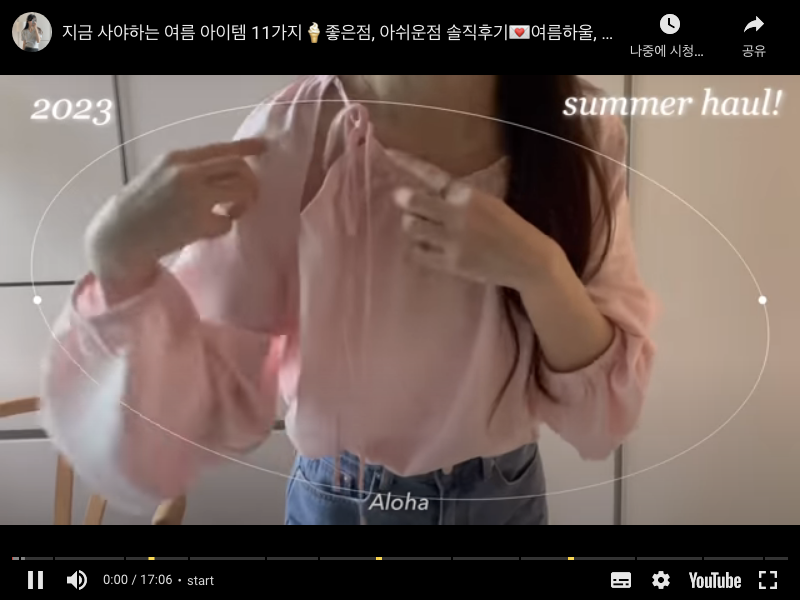 지금 사야하는 여름 아이템 11가지🍦좋은점, 아쉬운점 솔직후기💌여름하울, ...
나중에 시청...
공유
2023
summer haul!
Aloha
0:00 / 17:06 • start
YouTube